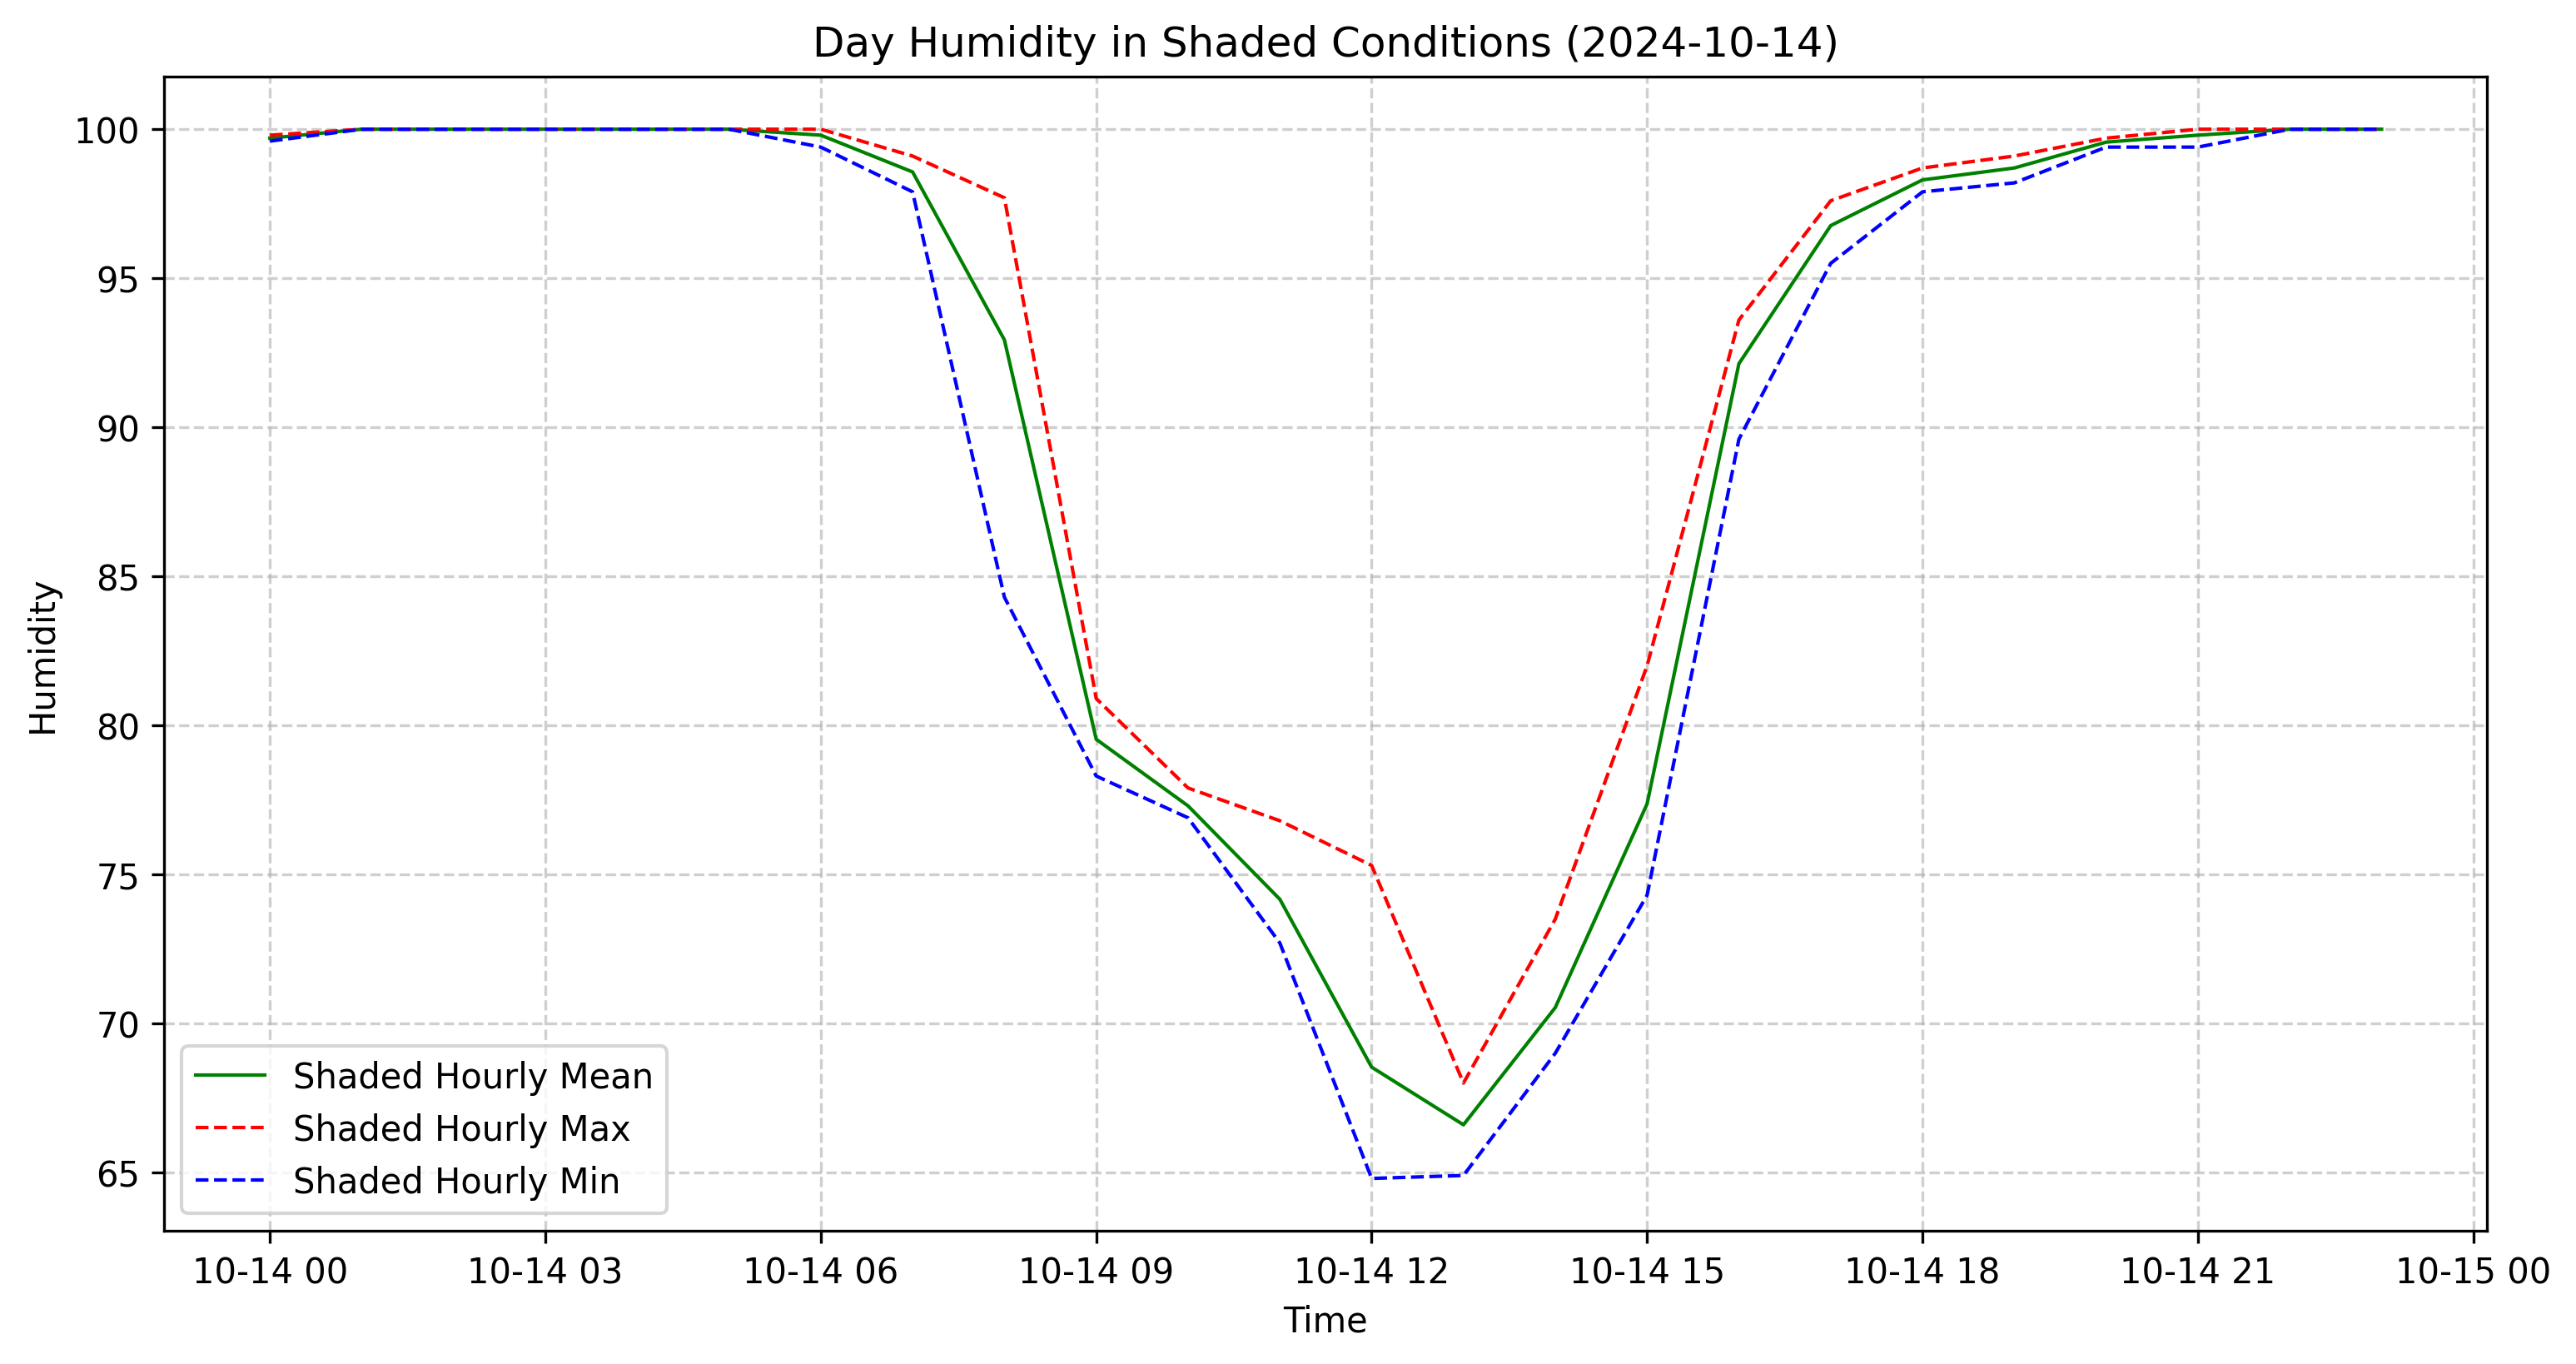 Day Humidity in Shaded Conditions (2024-10-14)
100
95
90
85
80
75
70
65
Humidity
Shaded Hourly Mean
Shaded Hourly Max
Shaded Hourly Min
10-14 00 10-14 03 10-14 06 10-14 09 10-14 12 10-14 15 10-14 18 10-14 21 10-15 00
Time